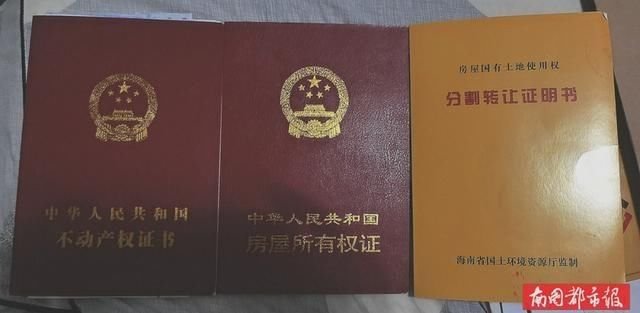 中华人民共和国
不动产权证书
中华人民共和国
房屋所有权证
房屋国有土地使用权
分割转让证明书
海南省国土环境资源厅监制
南国都市报